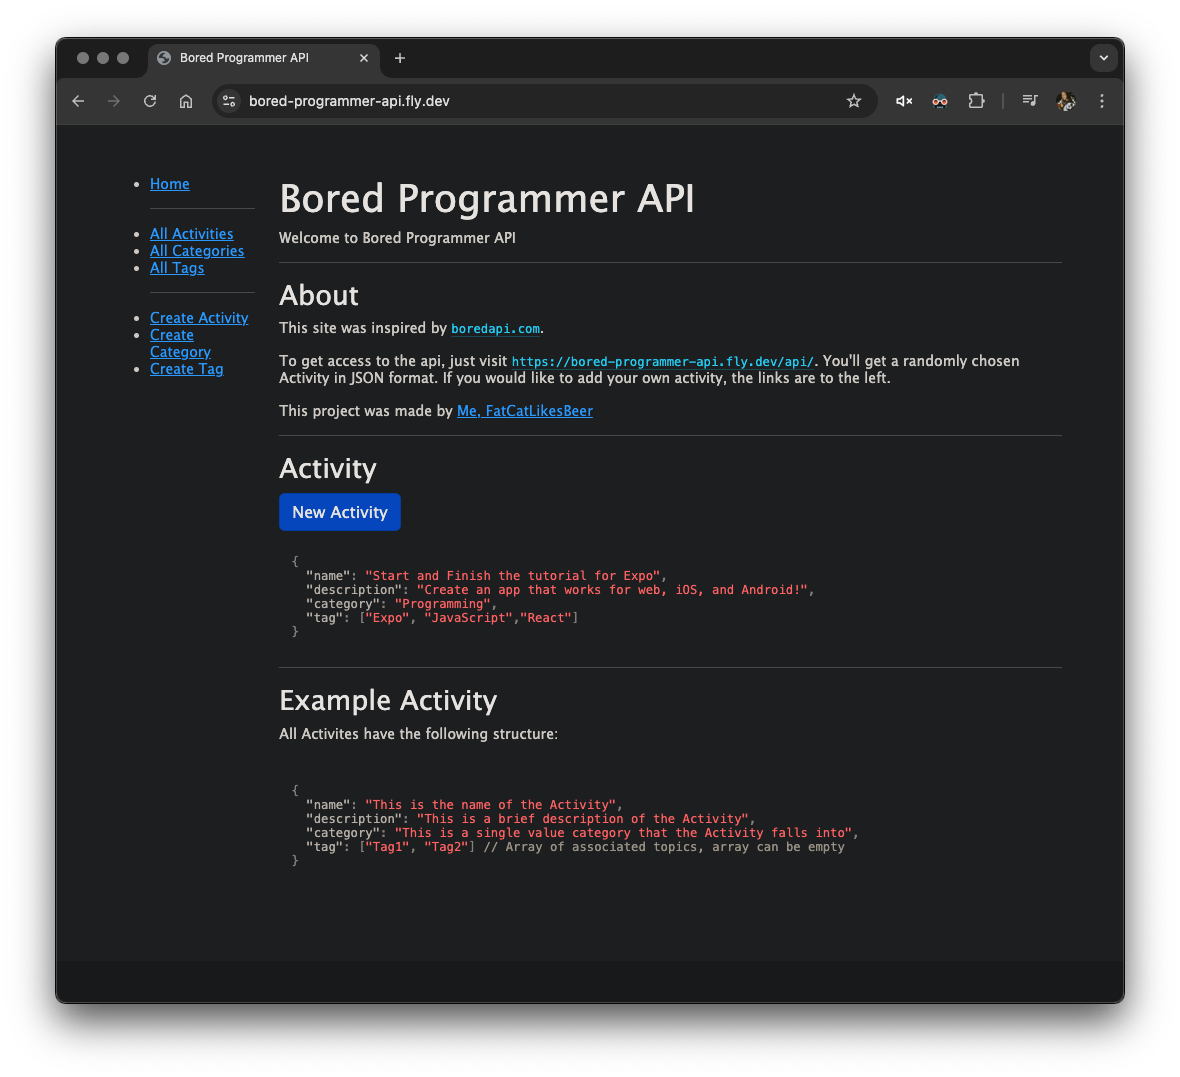 Bored Programmer API
bored-programmer-api.fly.dev
Home
All Activities
All Categories
All Tags
Create Activity
Create
Category
Create Tag
Bored Programmer API
Welcome to Bored Programmer API
About
This site was inspired by boredapi.com.
To get access to the api, just visit https://bored-programmer-api.fly.dev/api/. You'll get a randomly chosen
Activity in JSON format. If you would like to add your own activity, the links are to the left.
This project was made by Me, FatCatLikesBeer
Activity
New Activity
{
"name": "Start and Finish the tutorial for Expo",
"description": "Create an app that works for web, iOS, and Android!",
"category": "Programming",
"tag": ["Expo", "JavaScript","React"]
}
Example Activity
All Activites have the following structure:
{
"name": "This is the name of the Activity",
"description": "This is a brief description of the Activity",
"category": "This is a single value category that the Activity falls into",
"tag": ["Tag1", "Tag2"] // Array of associated topics, array can be empty
}